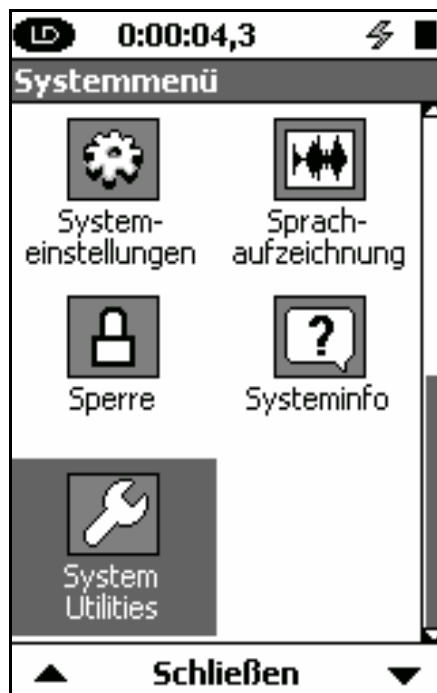 LD 0:00:04,3
Systemmenü
System-
einstellungen
Sprach-
aufzeichnung
Sperre
Systeminfo
System
Utilities
Schließen